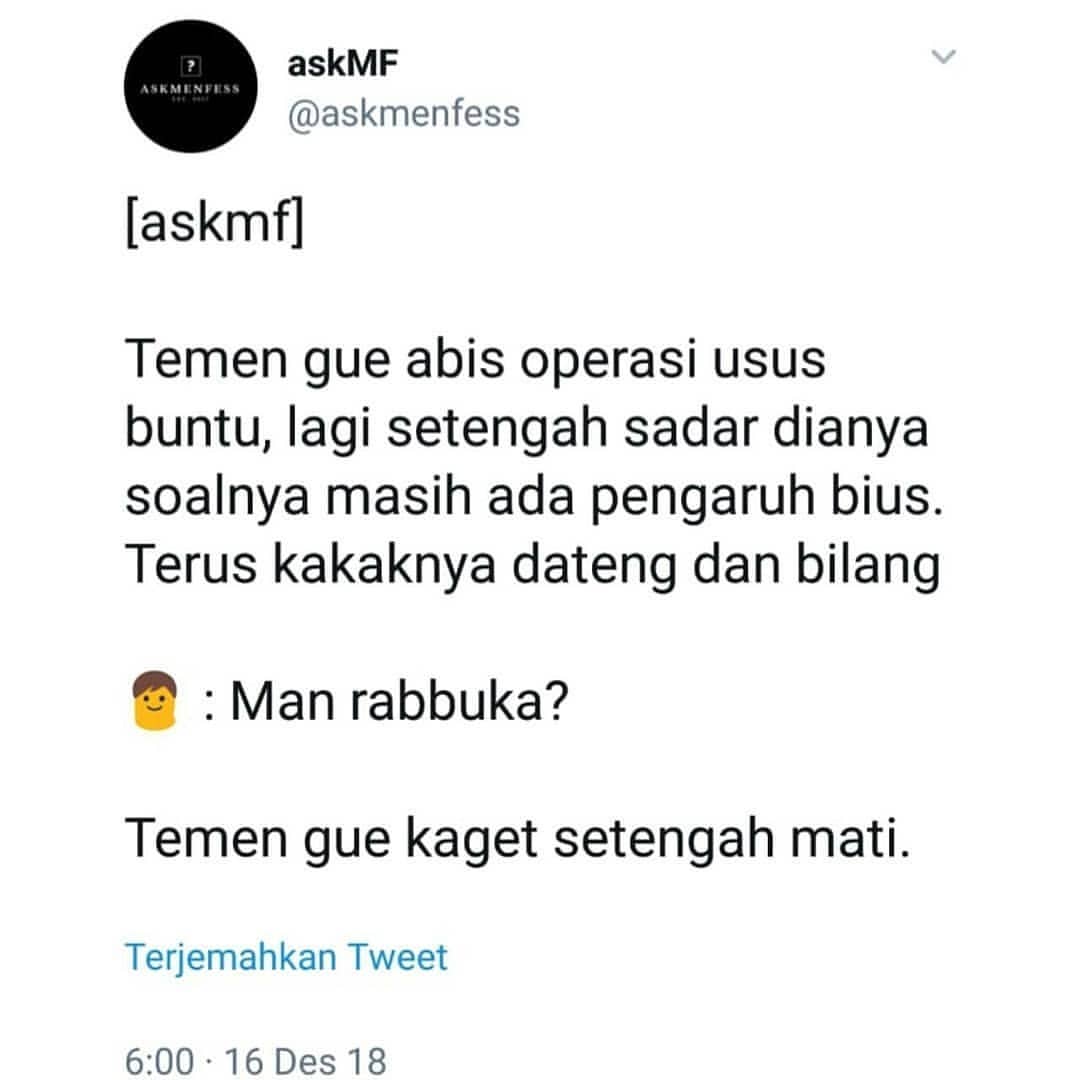 ?
ASKMENFESS
askMF
@askmenfess
[askmf]
Temen gue abis operasi usus
buntu, lagi setengah sadar dianya
soalnya masih ada pengaruh bius.
Terus kakaknya dateng dan bilang
: Man rabbuka?
Temen gue kaget setengah mati.
Terjemahkan Tweet
6:00 · 16 Des 18